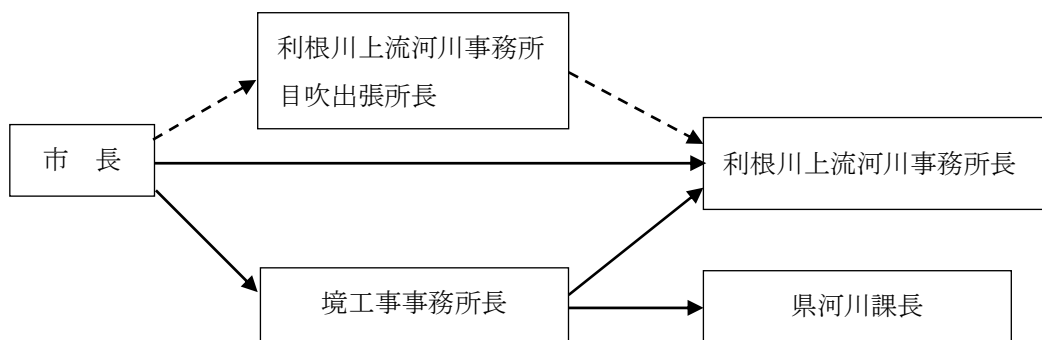 利根川上流河川事務所
目吹出張所長
市　長
利根川上流河川事務所長
境工事事務所長
県河川課長